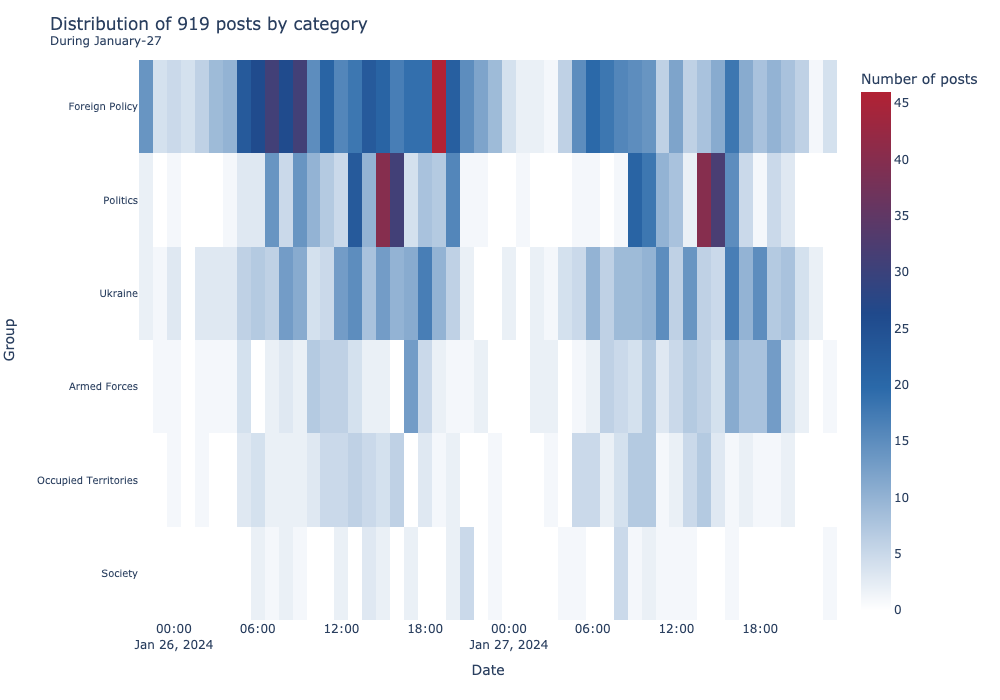 Distribution of 919 posts by category
During January-27
Number of posts
45
40
35
30
25
20
15
10
5
0
Group
Foreign Policy
Politics
Ukraine
Armed Forces
Occupied Territories
Society
00:00 06:00 12:00 18:00 00:00 06:00 12:00 18:00
Jan 26, 2024 Jan 27, 2024
Date